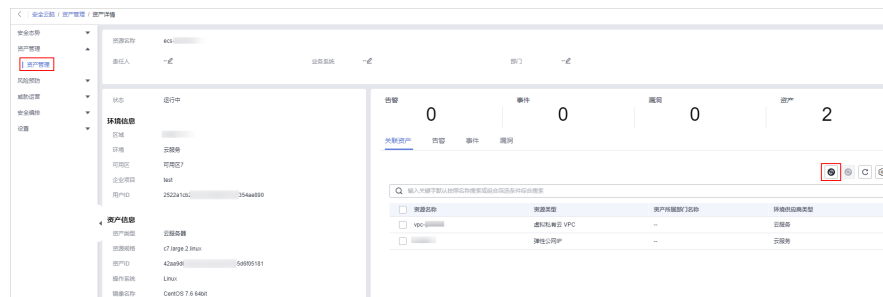 安全云脑 / 资产管理 / 资产详情
安全态势
资产管理
资产管理
风险预防
威胁运营
安全编排
设置
资源名称 ecs-
责任人 --
业务系统 --
部门 --
状态 运行中
环境信息
区域
环境 云服务
可用区 可用区7
企业项目 test
用户ID 2522a1cb 354ae890
资产信息
资产类型 云服务器
资源规格 c7.large.2.linux
资产ID 42aa9d 5d6f05181
操作系统 Linux
镜像名称 CentOS 7.6 64bit
告警 事件 漏洞 资产
0 0 0 2
关联资产 告警 事件 漏洞
输入关键字默认按照名称搜索或组合筛选条件综合搜索
资源名称 资源类型 资产所属部门名称 环境供应商类型
vpc- 虚拟私有云 VPC -- 云服务
弹性公网IP -- 云服务